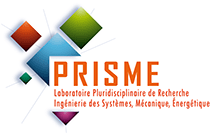 PRISME
Laboratoire Pluridisciplinaire de Recherche
Ingénierie des Systèmes, Mécanique, Énergétique